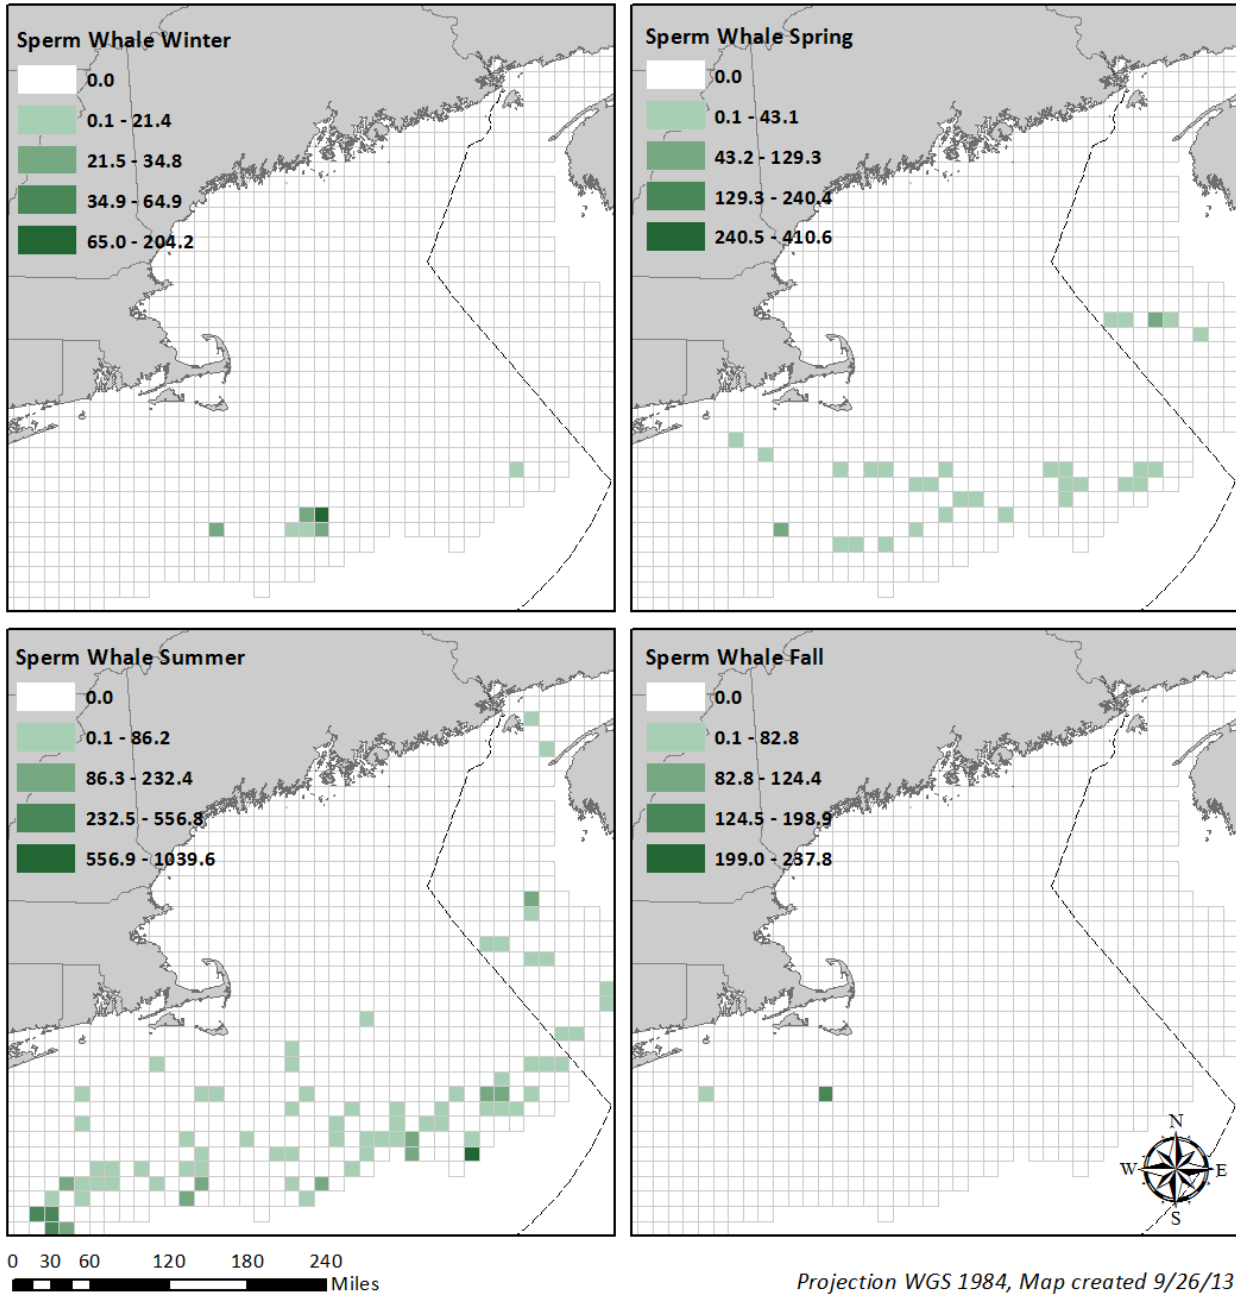 Sperm Whale Winter
0.0
0.1 - 21.4
21.5 - 34.8
34.9 - 64.9
65.0 - 204.2
Sperm Whale Spring
0.0
0.1 - 43.1
43.2 - 129.3
129.3 - 240.4
240.5 - 410.6
Sperm Whale Summer
0.0
0.1 - 86.2
86.3 - 232.4
232.5 - 556.8
556.9 - 1039.6
Sperm Whale Fall
0.0
0.1 - 82.8
82.8 - 124.4
124.5 - 198.9
199.0 - 237.8
N
W E
S
0 30 60 120 180 240
Miles
Projection WGS 1984, Map created 9/26/13